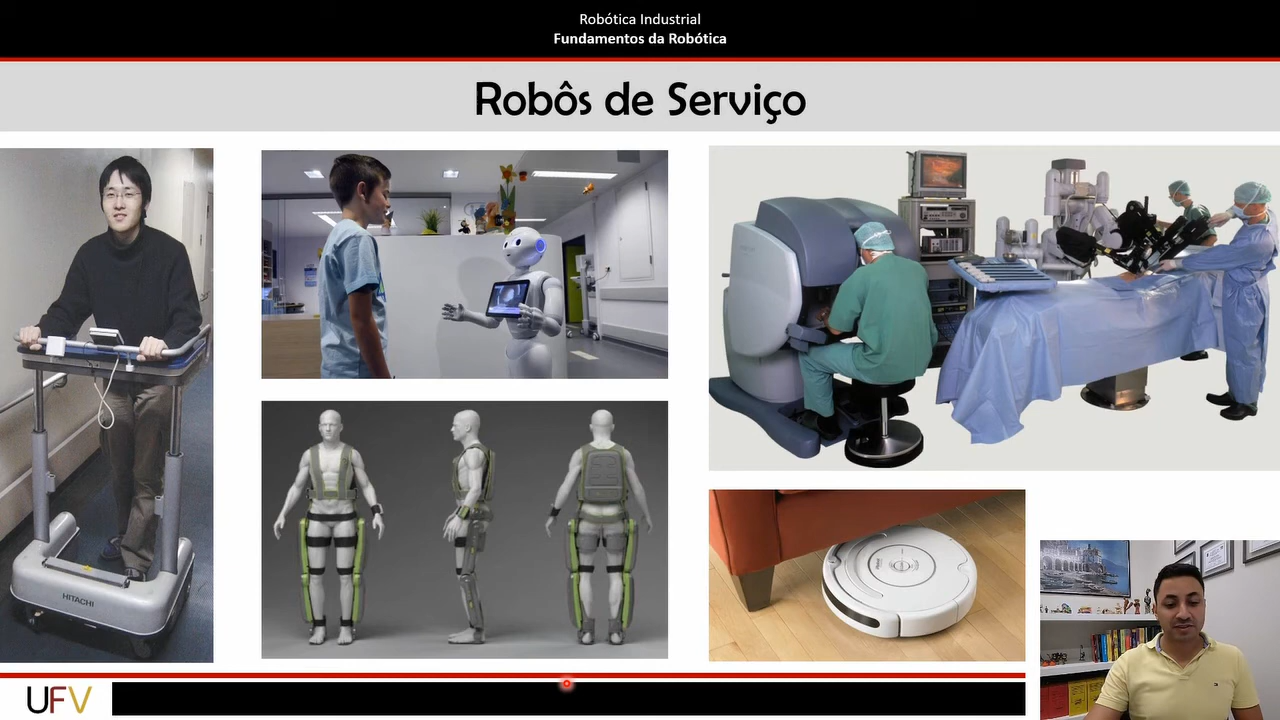 Robótica Industrial
Fundamentos da Robótica
Robôs de Serviço
HITACHI
UFV